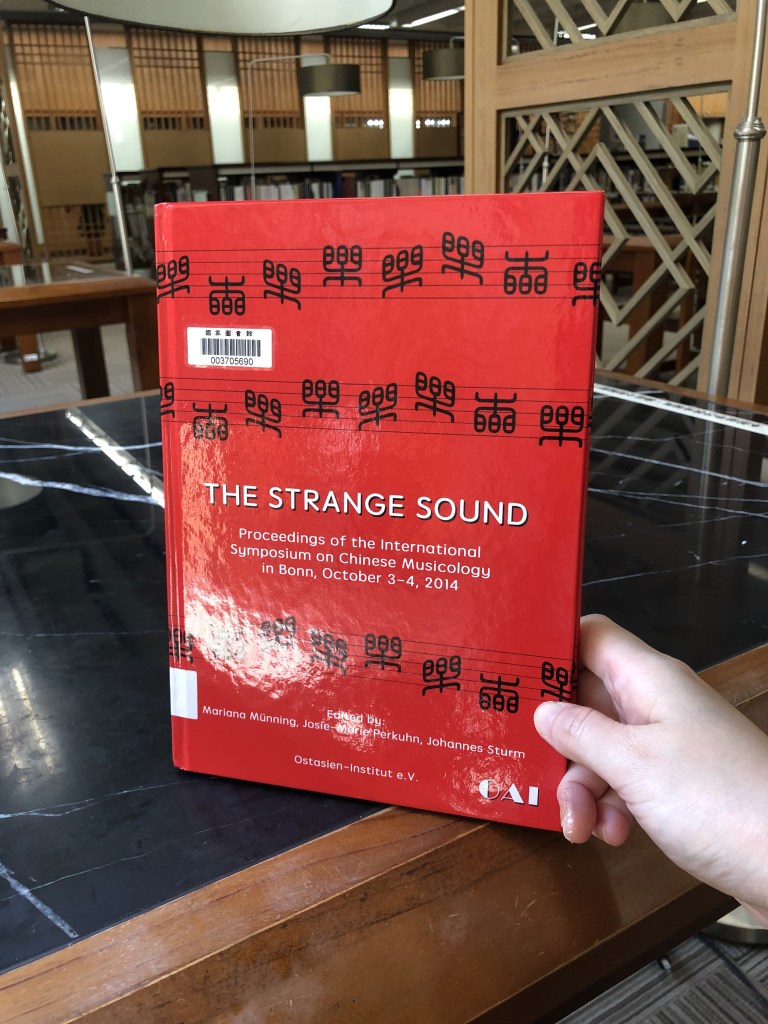 國家圖書館
003705690
THE STRANGE SOUND
Proceedings of the International
Symposium on Chinese Musicology
in Bonn, October 3–4, 2014
Edited by:
Mariana Münning, Josie-Marie Perkuhn, Johannes Sturm
Ostasien-Institut e.V.
OAI